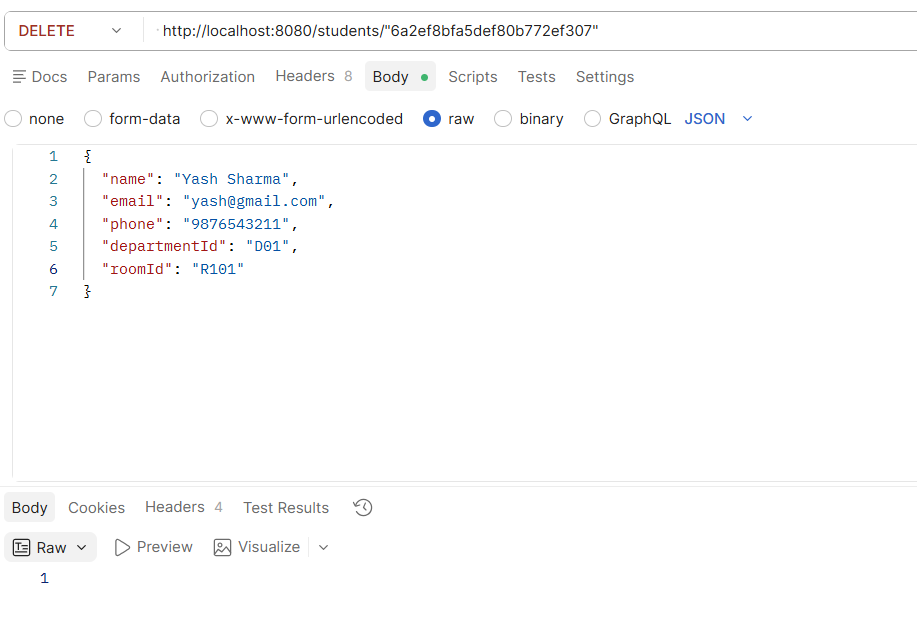 DELETE http://localhost:8080/students/"6a2ef8bfa5def80b772ef307"
Docs Params Authorization Headers 8 Body Scripts Tests Settings
none form-data x-www-form-urlencoded raw binary GraphQL JSON
1 {
2 "name": "Yash Sharma",
3 "email": "yash@gmail.com",
4 "phone": "9876543211",
5 "departmentId": "D01",
6 "roomId": "R101"
7 }
Body Cookies Headers 4 Test Results
Raw Preview Visualize
1